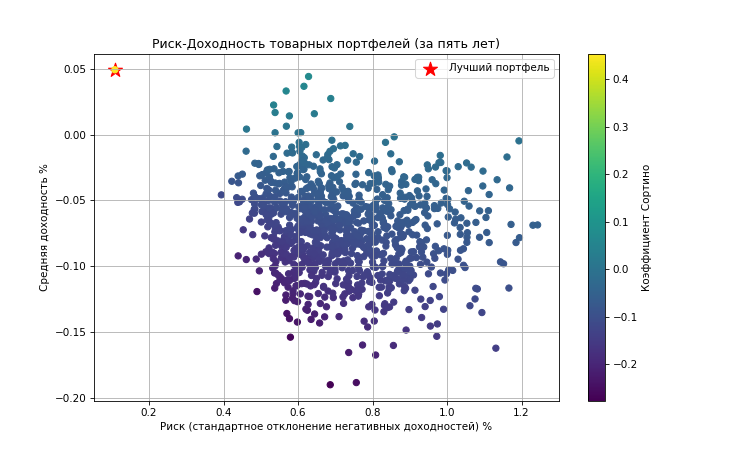 Риск-Доходность товарных портфелей (за пять лет)
Лучший портфель
Средняя доходность %
0.05
0.00
−0.05
−0.10
−0.15
−0.20
0.2 0.4 0.6 0.8 1.0 1.2
Риск (стандартное отклонение негативных доходностей) %
0.4
0.3
0.2
0.1
0.0
−0.1
−0.2
Коэффициент Сортино